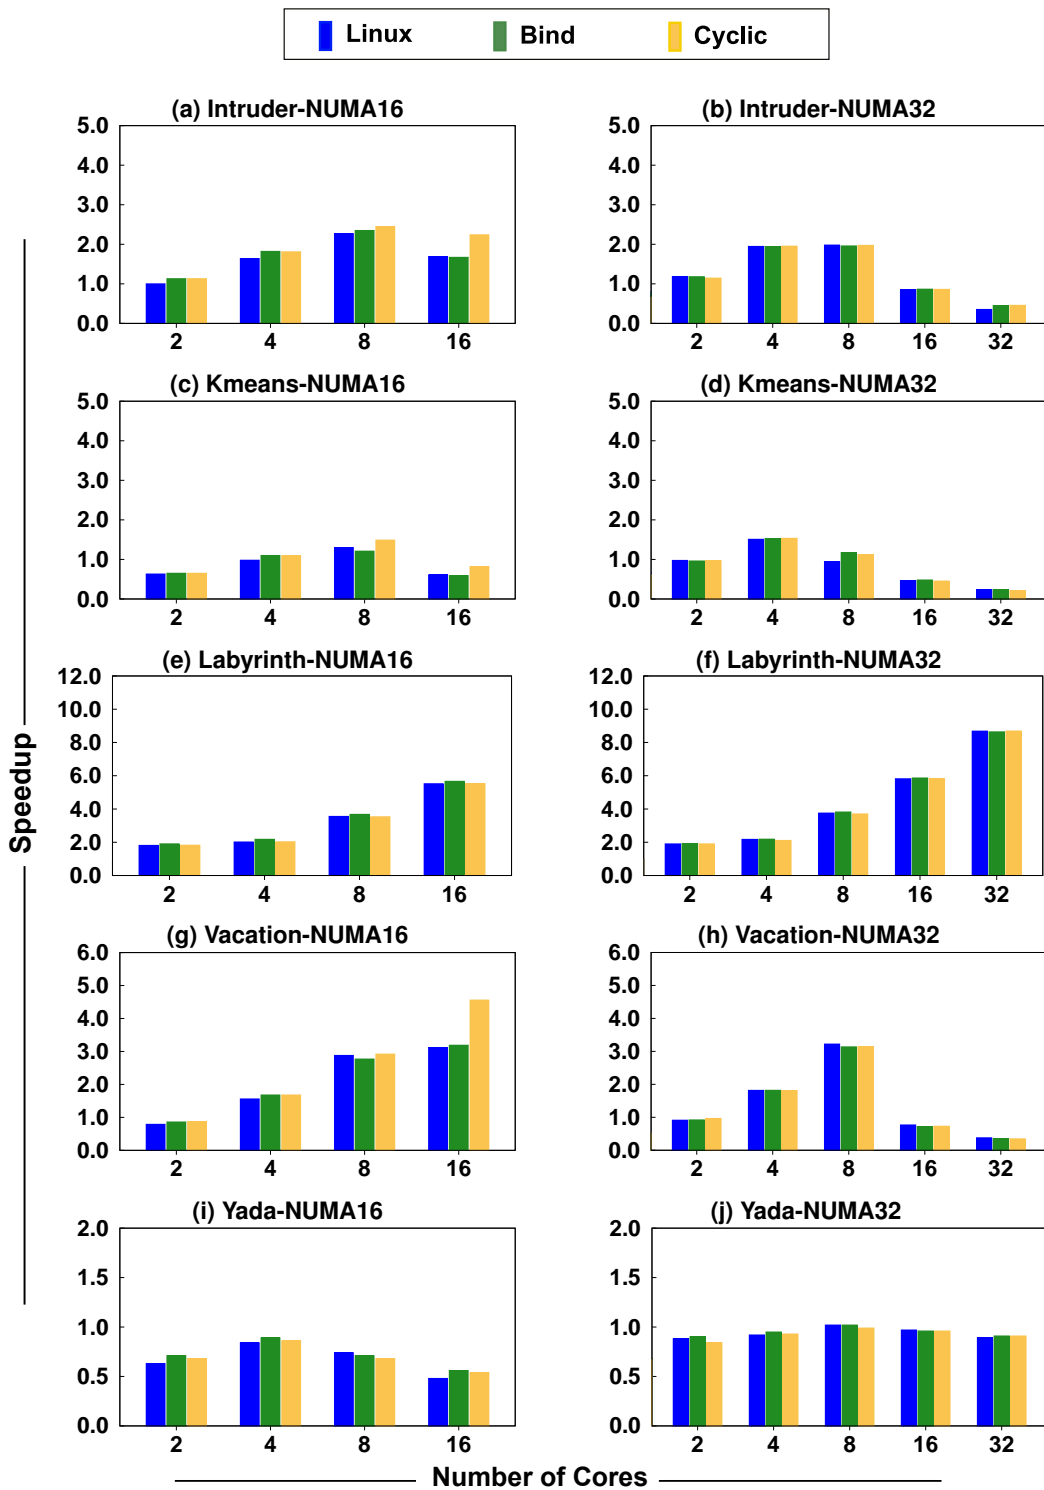 Linux Bind Cyclic
(a) Intruder-NUMA16
5.0
4.0
3.0
2.0
1.0
0.0
2 4 8 16
(b) Intruder-NUMA32
5.0
4.0
3.0
2.0
1.0
0.0
2 4 8 16 32
(c) Kmeans-NUMA16
5.0
4.0
3.0
2.0
1.0
0.0
2 4 8 16
(d) Kmeans-NUMA32
5.0
4.0
3.0
2.0
1.0
0.0
2 4 8 16 32
(e) Labyrinth-NUMA16
12.0
10.0
8.0
6.0
4.0
2.0
0.0
2 4 8 16
(f) Labyrinth-NUMA32
12.0
10.0
8.0
6.0
4.0
2.0
0.0
2 4 8 16 32
(g) Vacation-NUMA16
6.0
5.0
4.0
3.0
2.0
1.0
0.0
2 4 8 16
(h) Vacation-NUMA32
6.0
5.0
4.0
3.0
2.0
1.0
0.0
2 4 8 16 32
(i) Yada-NUMA16
2.0
1.5
1.0
0.5
0.0
2 4 8 16
(j) Yada-NUMA32
2.0
1.5
1.0
0.5
0.0
2 4 8 16 32
Speedup
Number of Cores